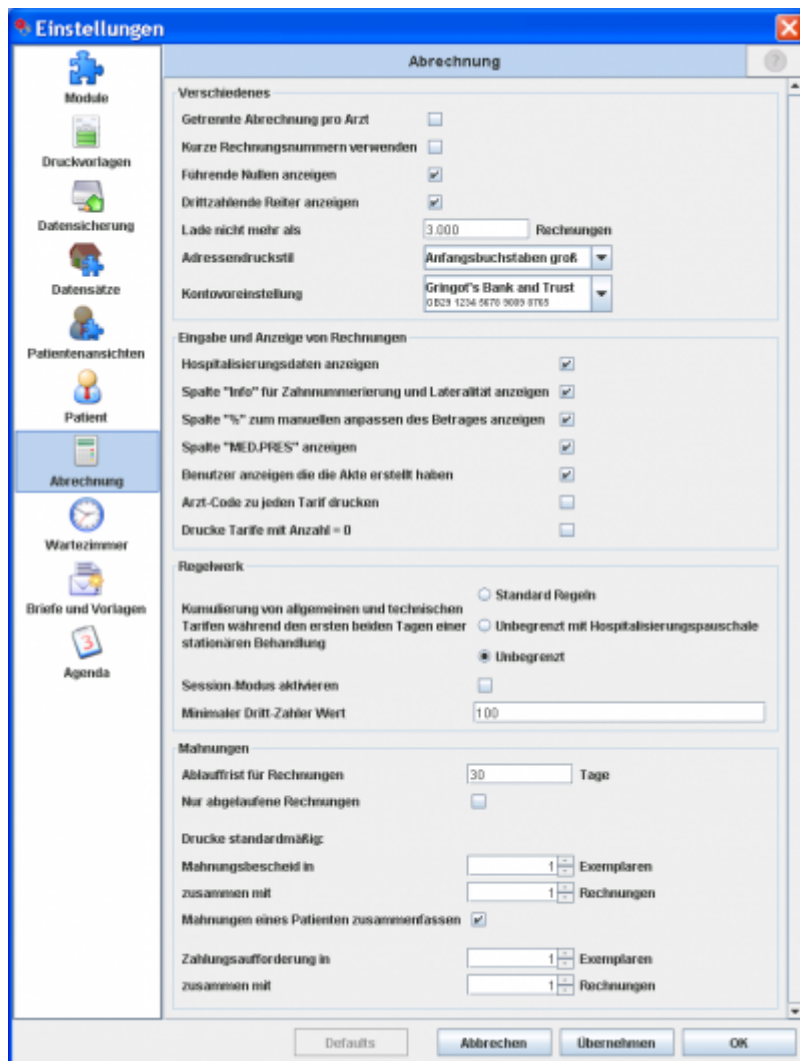 Einstellungen
Module
Druckvorlagen
Datensicherung
Datensätze
Patientenansichten
Patient
Abrechnung
Wartezimmer
Briefe und Vorlagen
3
Agenda
Abrechnung
?
Verschiedenes
Getrennte Abrechnung pro Arzt
Kurze Rechnungsnummern verwenden
Führende Nullen anzeigen
Drittzahlende Reiter anzeigen
Lade nicht mehr als 3.000 Rechnungen
Adressendruckstil Anfangsbuchstaben groß
Kontovoreinstellung Gringot's Bank and Trust
GB29 1234 5678 9089 8765
Eingabe und Anzeige von Rechnungen
Hospitalisierungsdaten anzeigen
Spalte "Info" für Zahnnummerierung und Lateralität anzeigen
Spalte "%" zum manuellen anpassen des Betrages anzeigen
Spalte "MED.PRES" anzeigen
Benutzer anzeigen die die Akte erstellt haben
Arzt-Code zu jeden Tarif drucken
Drucke Tarife mit Anzahl = 0
Regelwerk
Kumulierung von allgemeinen und technischen
Tarifen während den ersten beiden Tagen einer
stationären Behandlung
Standard Regeln
Unbegrenzt mit Hospitalisierungspauschale
Unbegrenzt
Session-Modus aktivieren
Minimaler Dritt-Zahler Wert 100
Mahnungen
Ablauffrist für Rechnungen 30 Tage
Nur abgelaufene Rechnungen
Drucke standardmäßig:
Mahnungsbescheid in 1 Exemplaren
zusammen mit 1 Rechnungen
Mahnungen eines Patienten zusammenfassen
Zahlungsaufforderung in 1 Exemplaren
zusammen mit 1 Rechnungen
Defaults Abbrechen Übernehmen OK